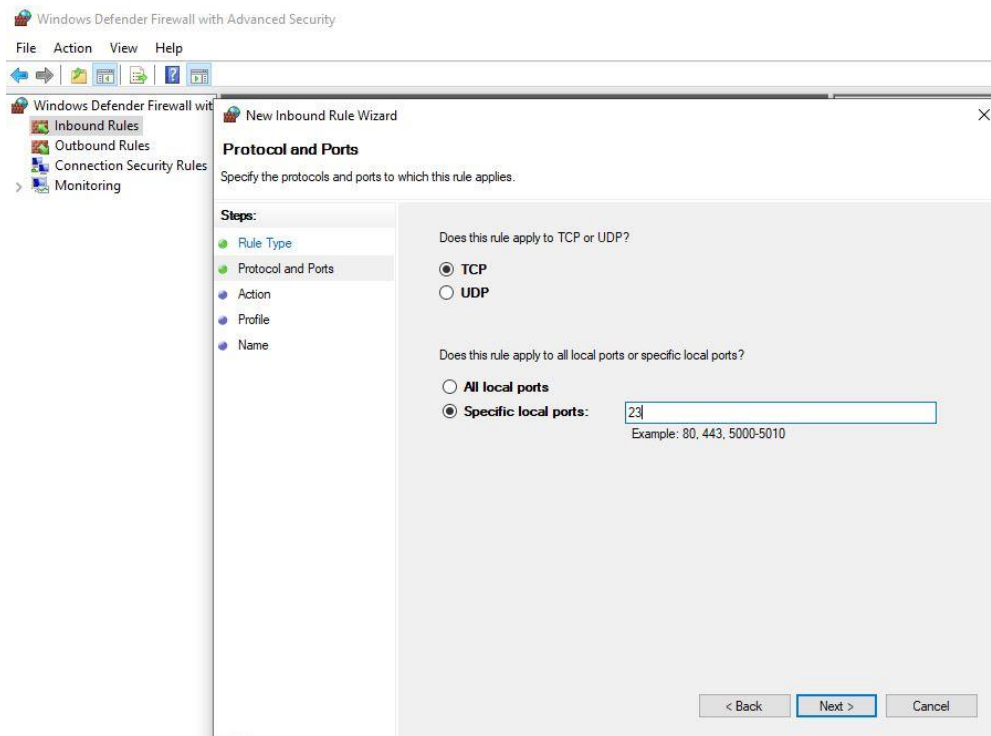 Windows Defender Firewall with Advanced Security
File Action View Help
Windows Defender Firewall wit
Inbound Rules
Outbound Rules
Connection Security Rules
Monitoring
New Inbound Rule Wizard
Protocol and Ports
Specify the protocols and ports to which this rule applies.
Steps:
Rule Type
Protocol and Ports
Action
Profile
Name
Does this rule apply to TCP or UDP?
TCP
UDP
Does this rule apply to all local ports or specific local ports?
All local ports
Specific local ports: 23
Example: 80, 443, 5000-5010
< Back Next > Cancel